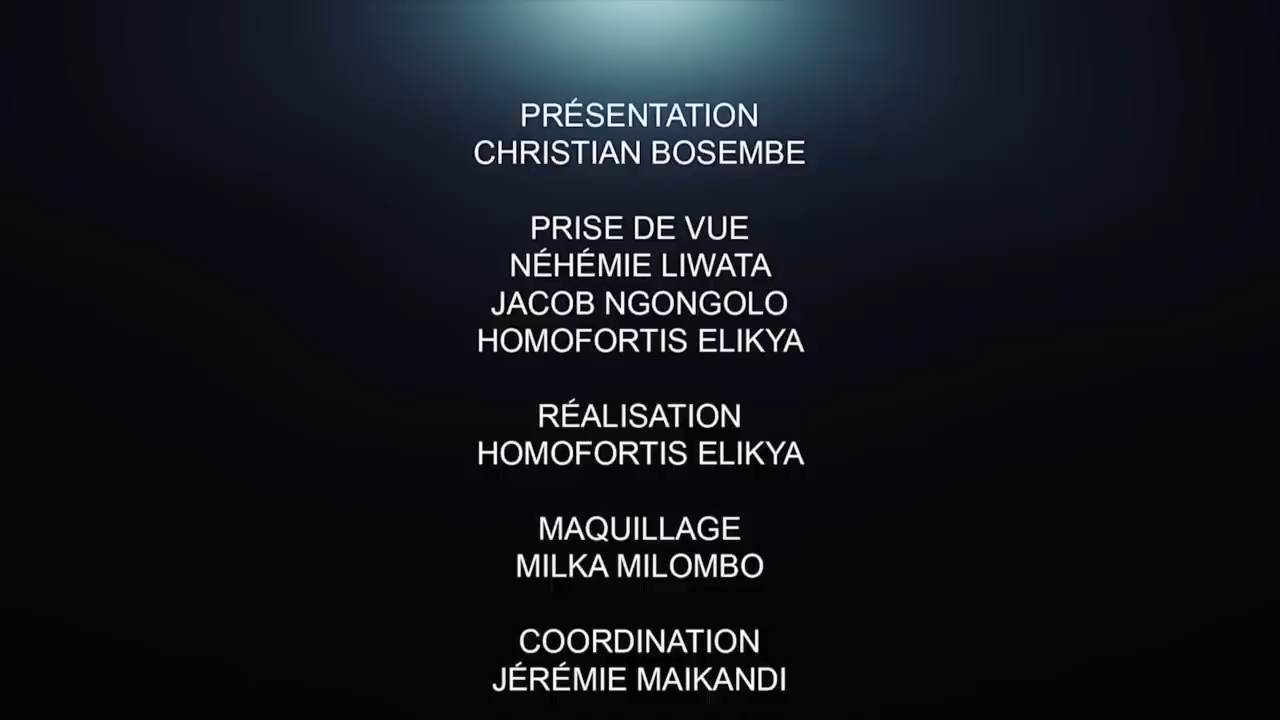 PRÉSENTATION
CHRISTIAN BOSEMBE
PRISE DE VUE
NÉHÉMIE LIWATA
JACOB NGONGOLO
HOMOFORTIS ELIKYA
RÉALISATION
HOMOFORTIS ELIKYA
MAQUILLAGE
MILKA MILOMBO
COORDINATION
JÉRÉMIE MAIKANDI